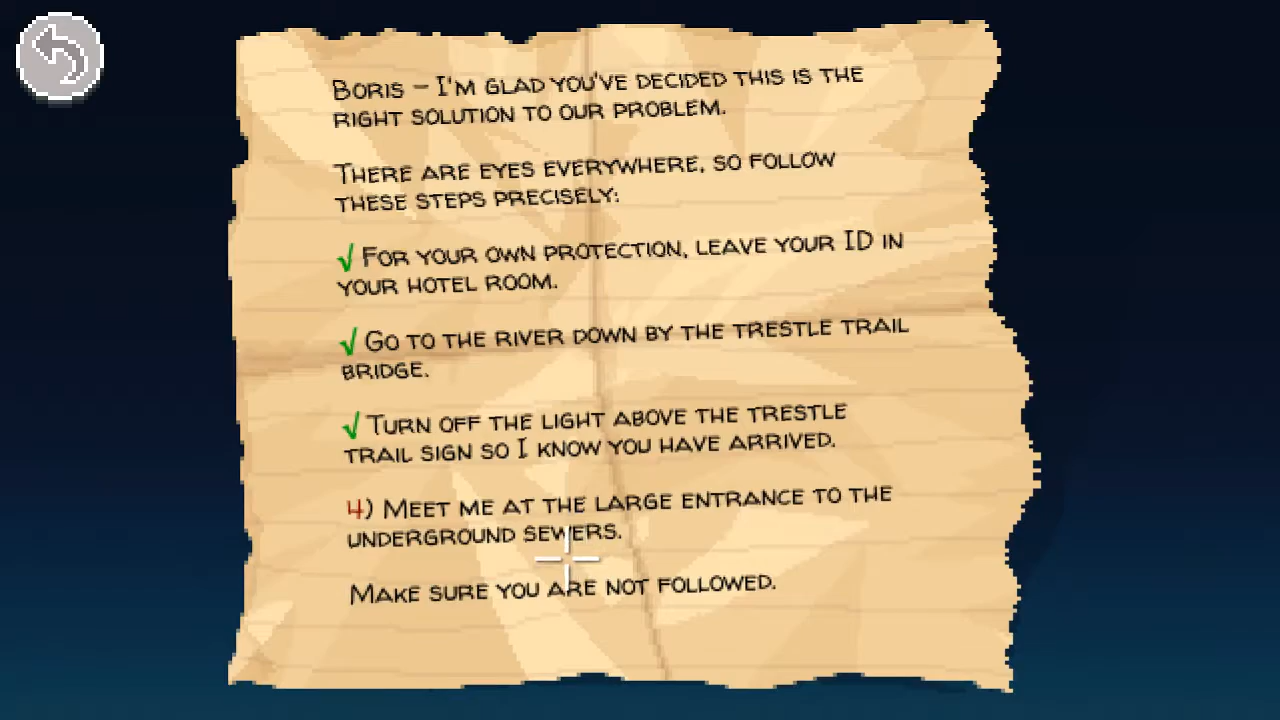 Boris – I'm glad you've decided this is the
right solution to our problem.
There are eyes everywhere, so follow
these steps precisely:
√ For your own protection, leave your ID in
your hotel room.
√ Go to the river down by the trestle trail
bridge.
√ Turn off the light above the trestle
trail sign so I know you have arrived.
4) Meet me at the large entrance to the
underground sewers.
Make sure you are not followed.